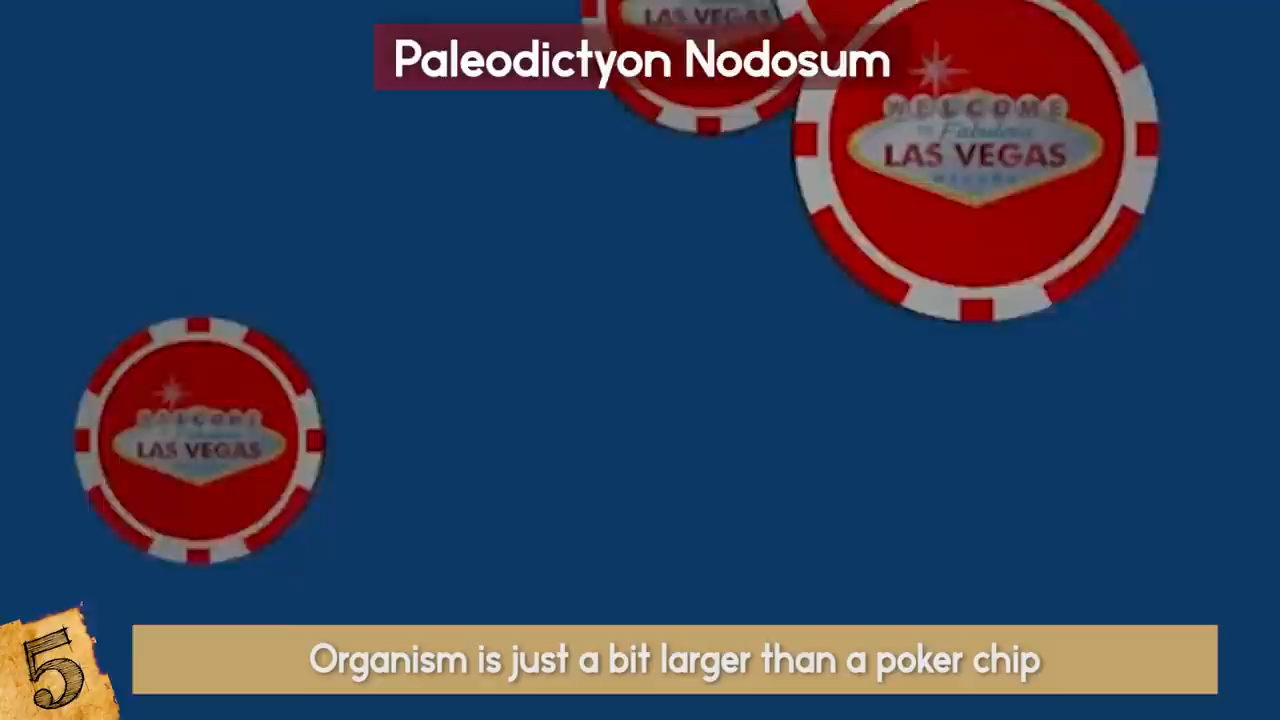 LAS VEGAS
Paleodictyon Nodosum
WELCOME
Fabulous
LAS VEGAS
WELCOME
LAS VEGAS
5
Organism is just a bit larger than a poker chip